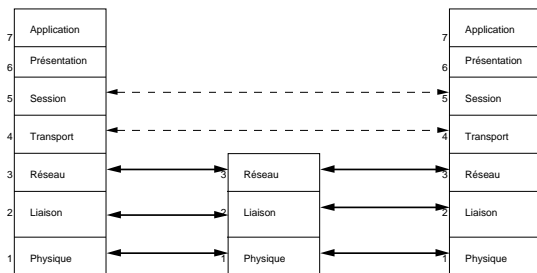 7 Application
6 Présentation
5 Session
4 Transport
3 Réseau
2 Liaison
1 Physique
3 Réseau
2 Liaison
1 Physique
7 Application
6 Présentation
5 Session
4 Transport
3 Réseau
2 Liaison
1 Physique